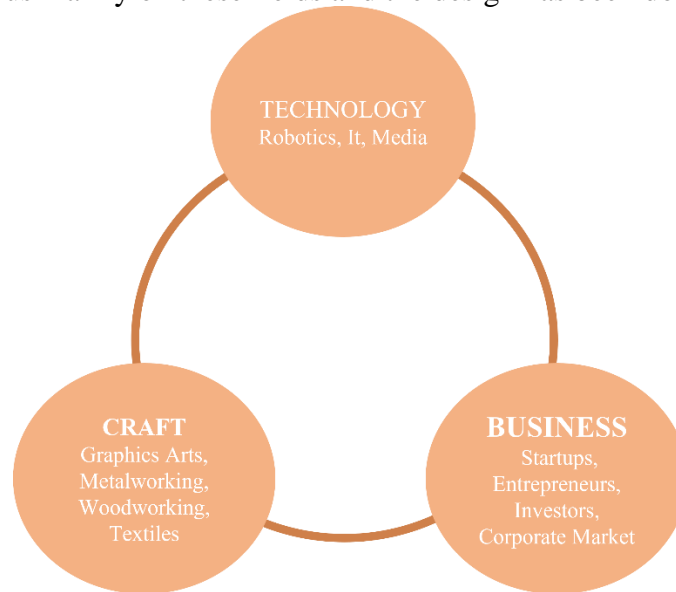 TECHNOLOGY
Robotics, It, Media
CRAFT
Graphics Arts,
Metalworking,
Woodworking,
Textiles
BUSINESS
Startups,
Entrepreneurs,
Investors,
Corporate Market